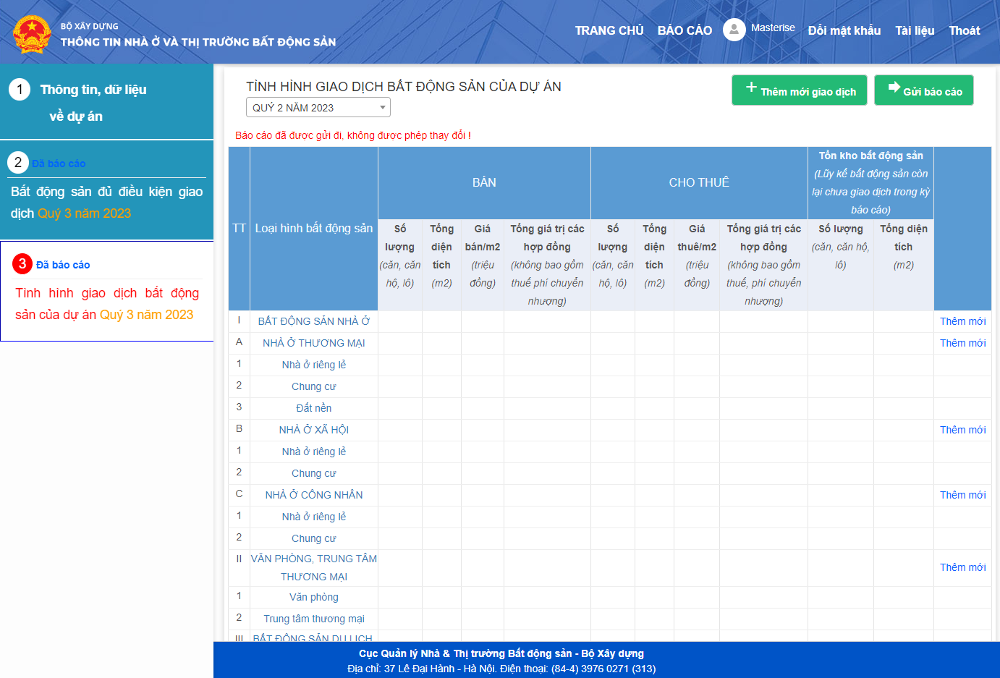 BỘ XÂY DỰNG
THÔNG TIN NHÀ Ở VÀ THỊ TRƯỜNG BẤT ĐỘNG SẢN
TRANG CHỦ BÁO CÁO Masterise Đổi mật khẩu Tài liệu Thoát
1 Thông tin, dữ liệu
về dự án
2 Đã báo cáo
Bất động sản đủ điều kiện giao
dịch Quý 3 năm 2023
3 Đã báo cáo
Tình hình giao dịch bất động
sản của dự án Quý 3 năm 2023
TÌNH HÌNH GIAO DỊCH BẤT ĐỘNG SẢN CỦA DỰ ÁN
QUÝ 2 NĂM 2023
Thêm mới giao dịch
Gửi báo cáo
Báo cáo đã được gửi đi, không được phép thay đổi !
TT
Loại hình bất động sản
BÁN
CHO THUÊ
Tồn kho bất động sản
(Lũy kế bất động sản còn
lại chưa giao dịch trong kỳ
báo cáo)
Số
lượng
(căn, căn
hộ, lô)
Tổng
diện
tích
(m2)
Giá
bán/m2
(triệu
đồng)
Tổng giá trị các
hợp đồng
(không bao gồm
thuế phí chuyển
nhượng)
Số
lượng
(căn, căn
hộ, lô)
Tổng
diện
tích
(m2)
Giá
thuê/m2
(triệu
đồng)
Tổng giá trị các
hợp đồng
(không bao gồm
thuế, phí chuyển
nhượng)
Số lượng
(căn, căn hộ,
lô)
Tổng diện
tích
(m2)
I BẤT ĐỘNG SẢN NHÀ Ở Thêm mới
A NHÀ Ở THƯƠNG MẠI Thêm mới
1 Nhà ở riêng lẻ
2 Chung cư
3 Đất nền
B NHÀ Ở XÃ HỘI Thêm mới
1 Nhà ở riêng lẻ
2 Chung cư
C NHÀ Ở CÔNG NHÂN Thêm mới
1 Nhà ở riêng lẻ
2 Chung cư
II VĂN PHÒNG, TRUNG TÂM
THƯƠNG MẠI Thêm mới
1 Văn phòng
2 Trung tâm thương mại
III BẤT ĐỘNG SẢN DU LỊCH,
Cục Quản lý Nhà & Thị trường Bất động sản - Bộ Xây dựng
Địa chỉ: 37 Lê Đại Hành - Hà Nội. Điện thoại: (84-4) 3976 0271 (313)